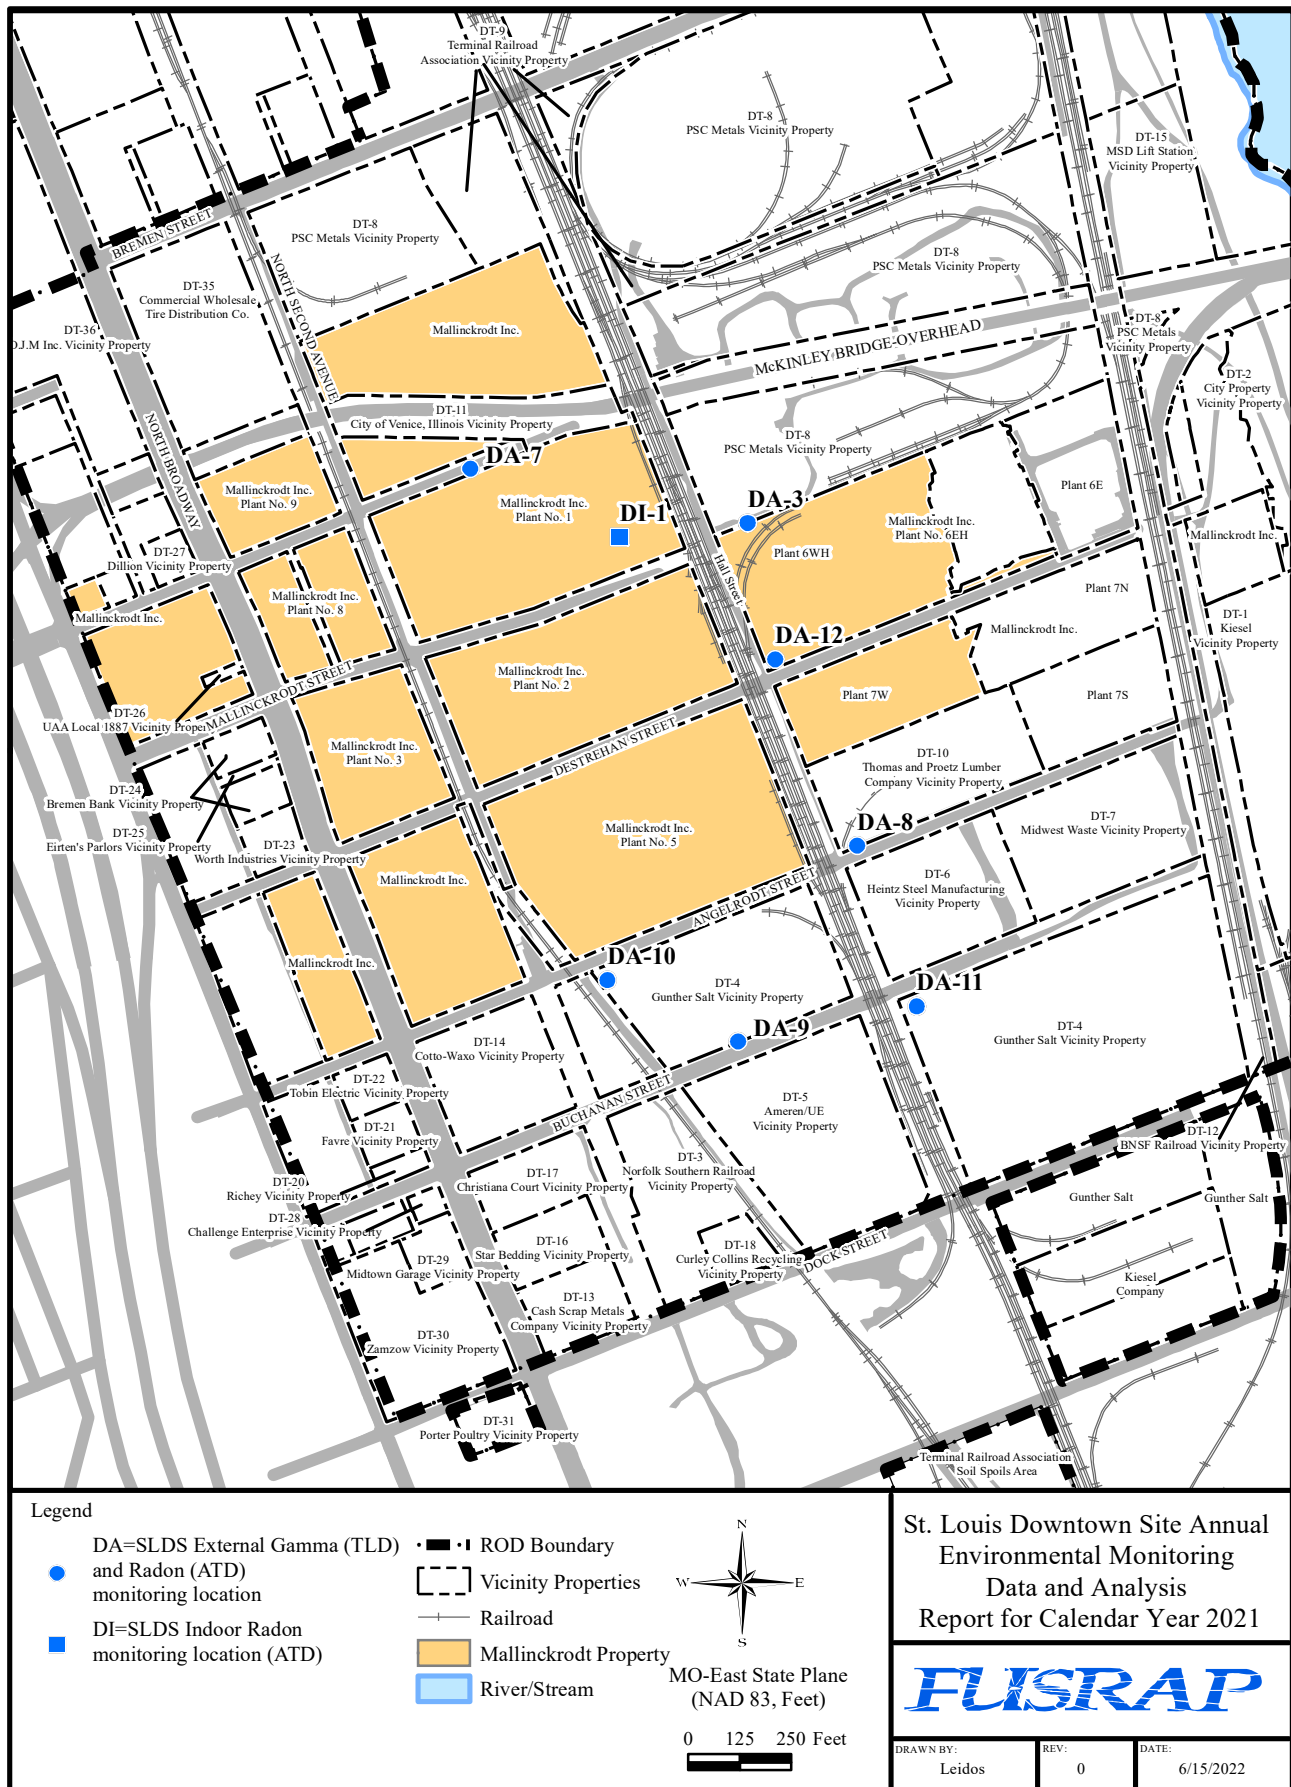 DT-9
Terminal Railroad
Association Vicinity Property
DT-8
PSC Metals Vicinity Property
DT-15
MSD Lift Station
Vicinity Property
BREMEN STREET
DT-8
PSC Metals Vicinity Property
DT-8
PSC Metals Vicinity Property
NORTH SECOND AVENUE
DT-35
Commercial Wholesale
Tire Distribution Co.
DT-36
O.J.M Inc. Vicinity Property
Mallinckrodt Inc.
McKINLEY BRIDGE-OVERHEAD
DT-8
PSC Metals
Vicinity Property
DT-2
City Property
Vicinity Property
DT-11
City of Venice, Illinois Vicinity Property
NORTH BROADWAY
DT-8
PSC Metals Vicinity Property
DA-7
Mallinckrodt Inc.
Plant No. 9
Mallinckrodt Inc.
Plant No. 1
DI-1
DA-3
Plant 6E
Mallinckrodt Inc.
Plant No. 6EH
Plant 6WH
Mallinckrodt Inc.
DT-27
Dillion Vicinity Property
Hall Street
Plant 7N
Mallinckrodt Inc.
Plant No. 8
Mallinckrodt Inc.
DT-1
Kiesel
Vicinity Property
Mallinckrodt Inc.
DA-12
Mallinckrodt Inc.
Plant No. 2
Plant 7W
Plant 7S
MALLINCKRODT STREET
DT-26
UAA Local 1887 Vicinity Property
DESTREHAN STREET
Mallinckrodt Inc.
Plant No. 3
DT-10
Thomas and Proetz Lumber
Company Vicinity Property
DT-24
Bremen Bank Vicinity Property
DT-25
Eirten's Parlors Vicinity Property
DT-23
Worth Industries Vicinity Property
Mallinckrodt Inc.
Plant No. 5
DA-8
DT-7
Midwest Waste Vicinity Property
DT-6
Heintz Steel Manufacturing
Vicinity Property
Mallinckrodt Inc.
ANGELRODT STREET
Mallinckrodt Inc.
DA-10
DT-4
Gunther Salt Vicinity Property
DA-11
DA-9
DT-4
Gunther Salt Vicinity Property
DT-14
Cotto-Waxo Vicinity Property
DT-22
Tobin Electric Vicinity Property
BUCHANAN STREET
DT-5
Ameren/UE
Vicinity Property
DT-21
Favre Vicinity Property
DT-12
BNSF Railroad Vicinity Property
DT-3
Norfolk Southern Railroad
Vicinity Property
DT-17
Christiana Court Vicinity Property
DT-20
Richey Vicinity Property
Gunther Salt
Gunther Salt
DT-28
Challenge Enterprise Vicinity Property
DT-16
Star Bedding Vicinity Property
DT-18
Curley Collins Recycling
Vicinity Property
DOCK STREET
DT-29
Midtown Garage Vicinity Property
Kiesel
Company
DT-13
Cash Scrap Metals
Company Vicinity Property
DT-30
Zamzow Vicinity Property
DT-31
Porter Poultry Vicinity Property
Terminal Railroad Association
Soil Spoils Area
Legend
DA=SLDS External Gamma (TLD)
and Radon (ATD)
monitoring location
DI=SLDS Indoor Radon
monitoring location (ATD)
ROD Boundary
Vicinity Properties
Railroad
Mallinckrodt Property
River/Stream
N
W E
S
MO-East State Plane
(NAD 83, Feet)
0 125 250 Feet
St. Louis Downtown Site Annual
Environmental Monitoring
Data and Analysis
Report for Calendar Year 2021
FUSRAP
DRAWN BY:
Leidos
REV:
0
DATE:
6/15/2022